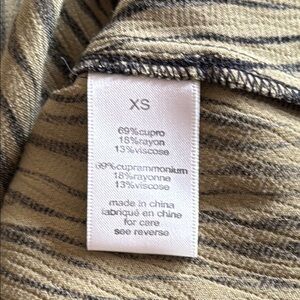 XS
69%cupro
18%rayon
13%viscose
69%cuprammonium
18%rayonne
13%viscose
made in china
fabriqué en chine
for care
see reverse